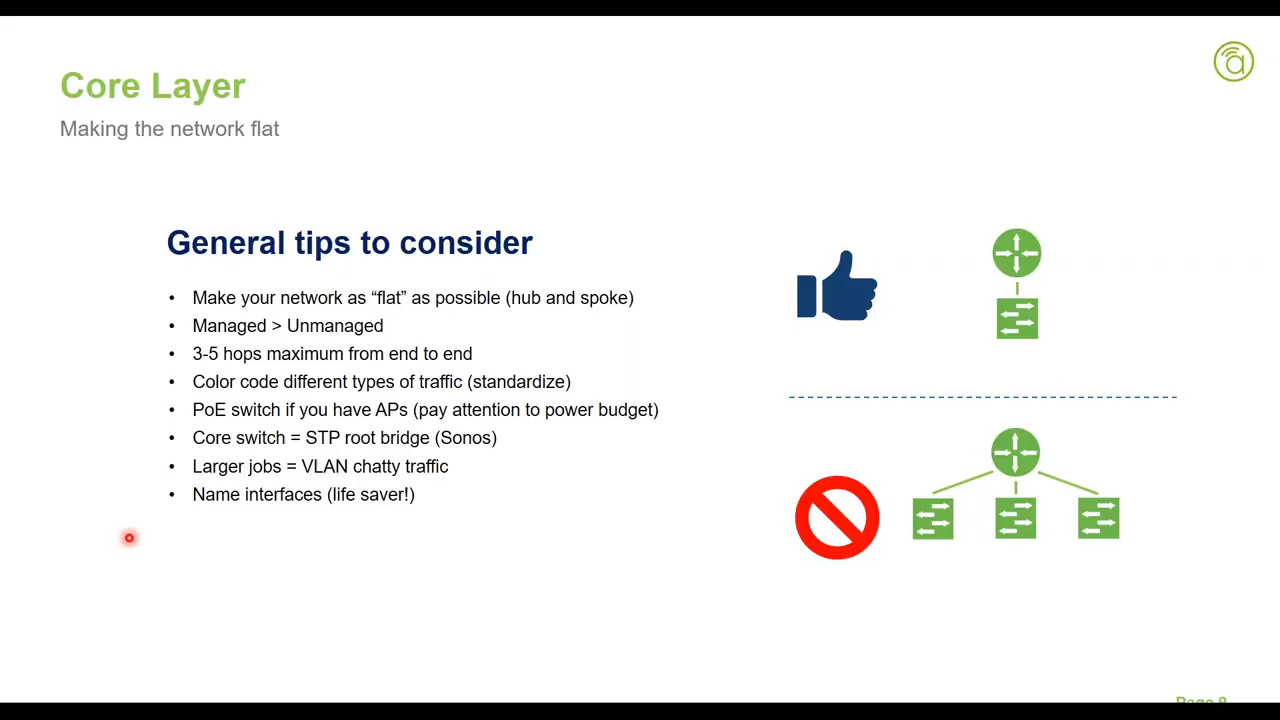 Core Layer
Making the network flat
General tips to consider
• Make your network as “flat” as possible (hub and spoke)
• Managed > Unmanaged
• 3-5 hops maximum from end to end
• Color code different types of traffic (standardize)
• PoE switch if you have APs (pay attention to power budget)
• Core switch = STP root bridge (Sonos)
• Larger jobs = VLAN chatty traffic
• Name interfaces (life saver!)